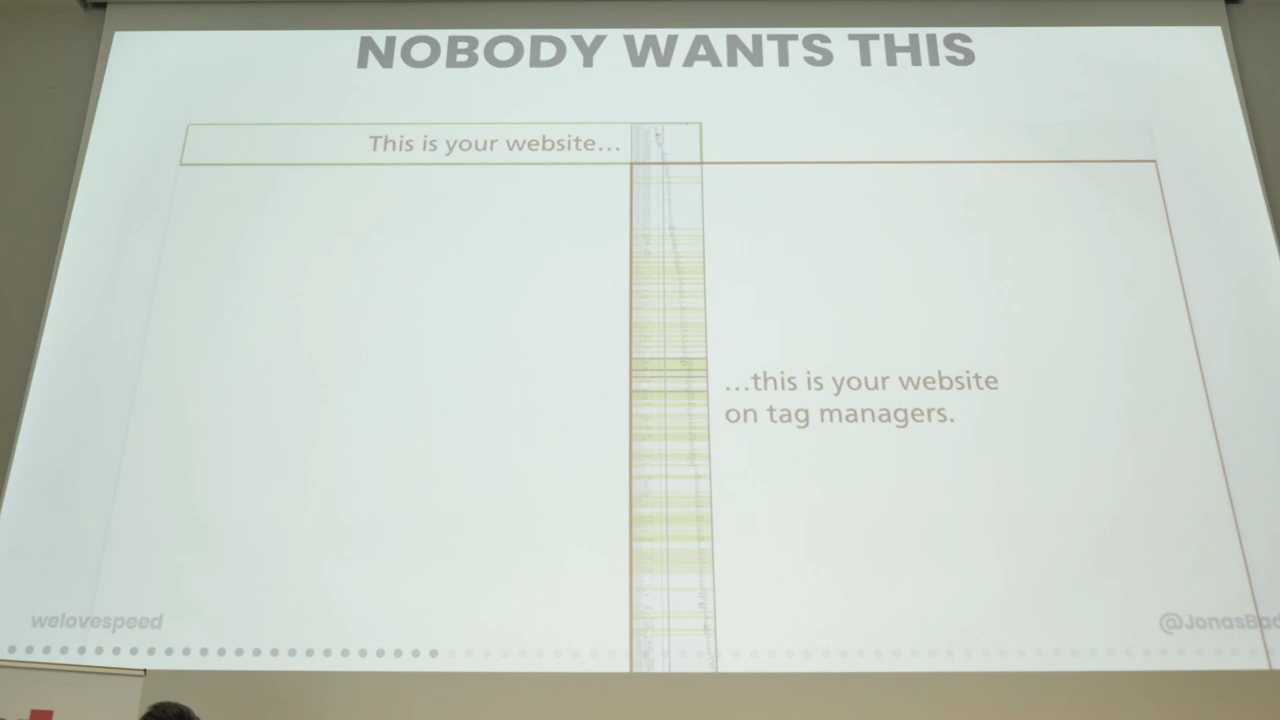 NOBODY WANTS THIS
This is your website...
...this is your website
on tag managers.
welovespeed